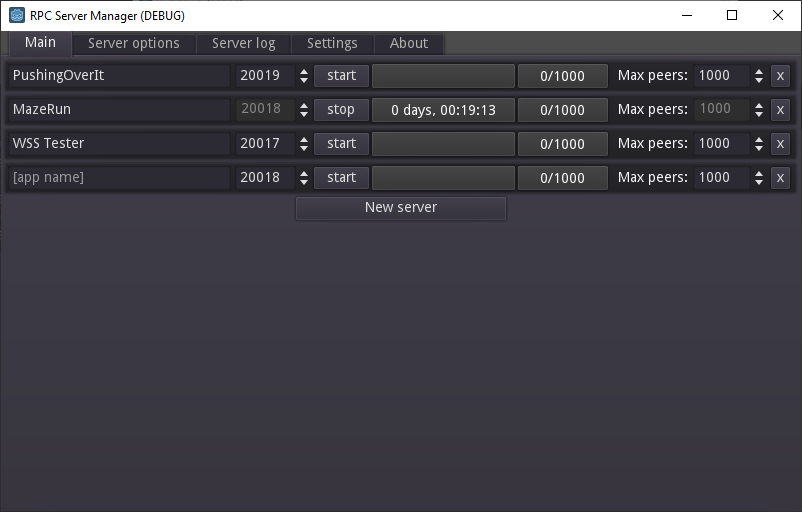 RPC Server Manager (DEBUG)
Main Server options Server log Settings About
PushingOverIt 20019 start 0/1000 Max peers: 1000 x
MazeRun 20018 stop 0 days, 00:19:13 0/1000 Max peers: 1000 x
WSS Tester 20017 start 0/1000 Max peers: 1000 x
[app name] 20018 start 0/1000 Max peers: 1000 x
New server